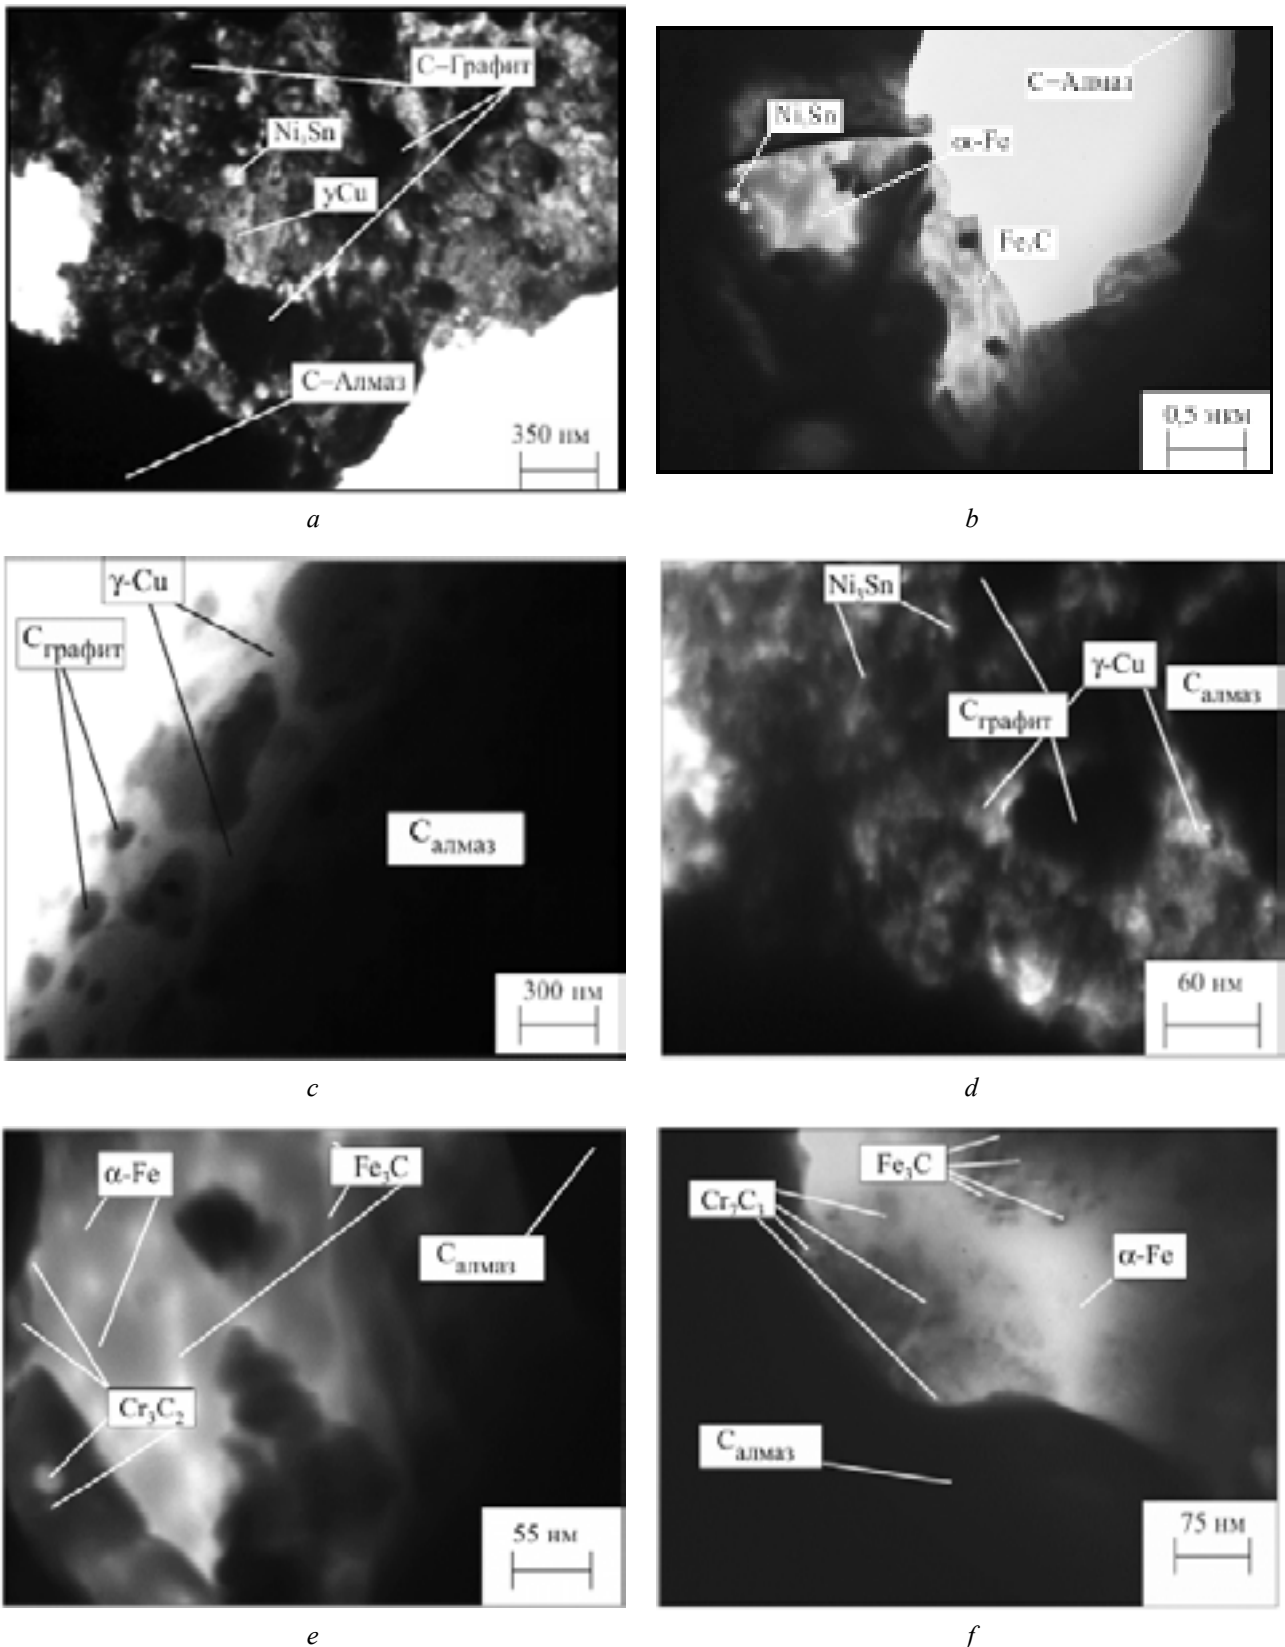 С–Графит
Ni₃Sn
γCu
С–Алмаз
350 нм
a
С–Алмаз
Ni₃Sn
α-Fe
Fe₃C
0,5 мкм
b
γ-Cu
Cграфит
Cалмаз
300 нм
c
Ni₃Sn
γ-Cu
Cалмаз
Cграфит
60 нм
d
α-Fe
Fe₃C
Cалмаз
Cr₃C₂
55 нм
e
Fe₃C
Cr₇C₃
α-Fe
Cалмаз
75 нм
f